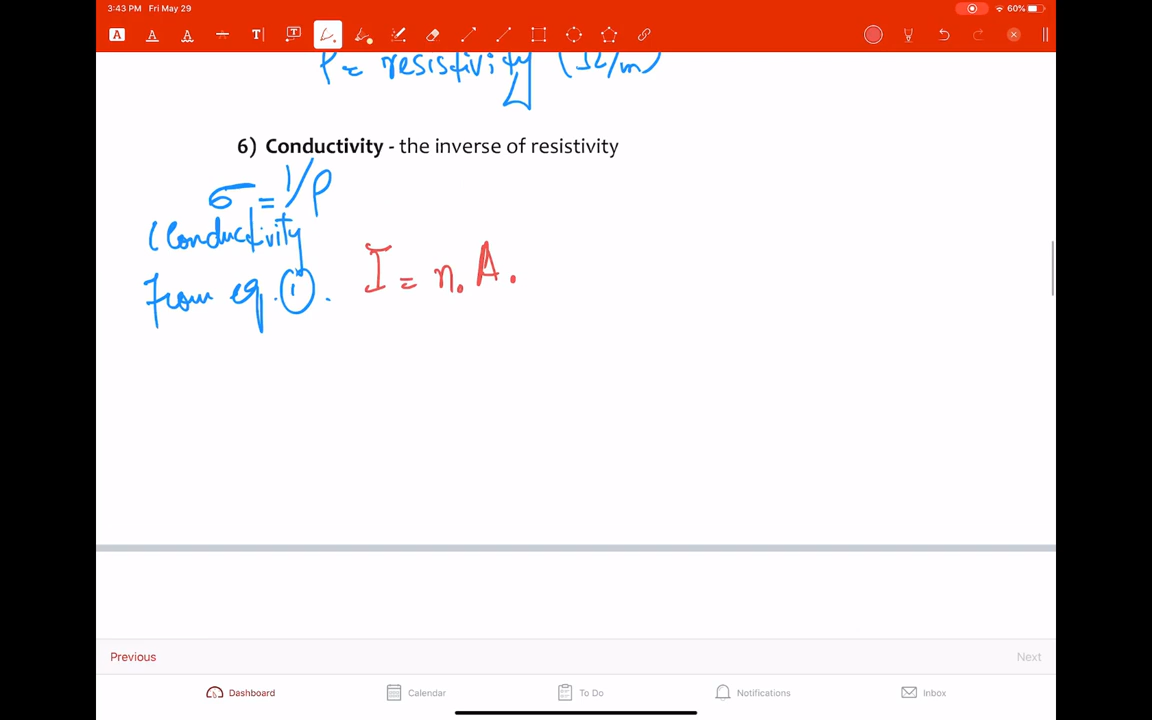 3:43 PM Fri May 29
60%
A A A T T T
ρ = resistivity (Ω/m)
6) Conductivity - the inverse of resistivity
σ = 1/ρ
(Conductivity
From eq. ①. I = n. A.
Previous
Next
Dashboard
Calendar
To Do
Notifications
Inbox